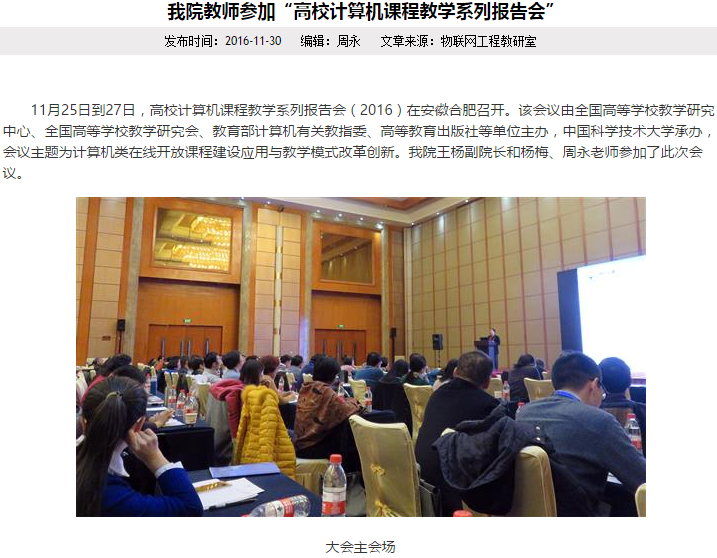 我院教师参加“高校计算机课程教学系列报告会”
发布时间：2016-11-30 编辑：周永 文章来源：物联网工程教研室
11月25日到27日，高校计算机课程教学系列报告会（2016）在安徽合肥召开。该会议由全国高等学校教学研究
中心、全国高等学校教学研究会、教育部计算机有关教指委、高等教育出版社等单位主办，中国科学技术大学承办，
会议主题为计算机类在线开放课程建设应用与教学模式改革创新。我院王杨副院长和杨梅、周永老师参加了此次会
议。
大会主会场